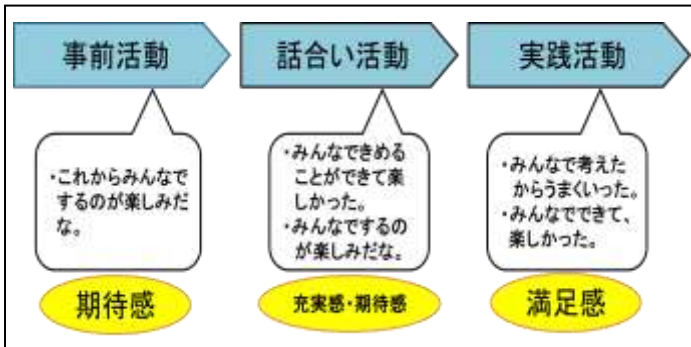 事前活動
話合い活動
実践活動
・これからみんなで
するのが楽しみだ
な。
・みんなできめる
ことができて楽
しかった。
・みんなでするの
が楽しみだな。
・みんなで考えた
からうまくいった。
・みんなでできて、
楽しかった。
期待感
充実感・期待感
満足感